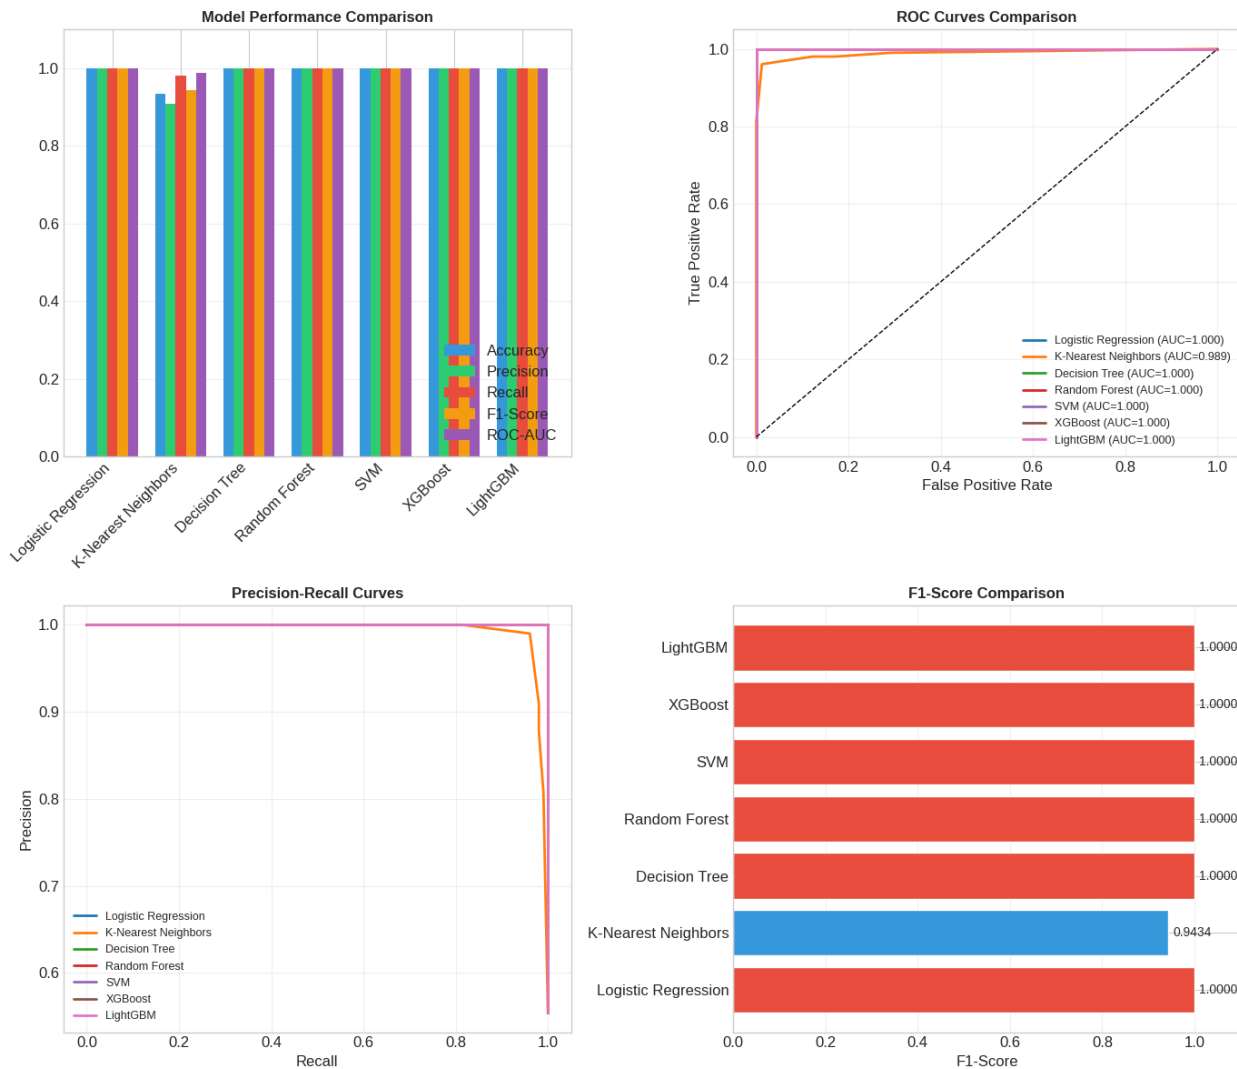 Model Performance Comparison
1.0
0.8
0.6
0.4
0.2
0.0
Accuracy
Precision
Recall
F1-Score
ROC-AUC
Logistic Regression
K-Nearest Neighbors
Decision Tree
Random Forest
SVM
XGBoost
LightGBM
ROC Curves Comparison
True Positive Rate
1.0
0.8
0.6
0.4
0.2
0.0
Logistic Regression (AUC=1.000)
K-Nearest Neighbors (AUC=0.989)
Decision Tree (AUC=1.000)
Random Forest (AUC=1.000)
SVM (AUC=1.000)
XGBoost (AUC=1.000)
LightGBM (AUC=1.000)
0.0 0.2 0.4 0.6 0.8 1.0
False Positive Rate
Precision-Recall Curves
Precision
1.0
0.9
0.8
0.7
0.6
Logistic Regression
K-Nearest Neighbors
Decision Tree
Random Forest
SVM
XGBoost
LightGBM
0.0 0.2 0.4 0.6 0.8 1.0
Recall
F1-Score Comparison
LightGBM 1.0000
XGBoost 1.0000
SVM 1.0000
Random Forest 1.0000
Decision Tree 1.0000
K-Nearest Neighbors 0.9434
Logistic Regression 1.0000
0.0 0.2 0.4 0.6 0.8 1.0
F1-Score